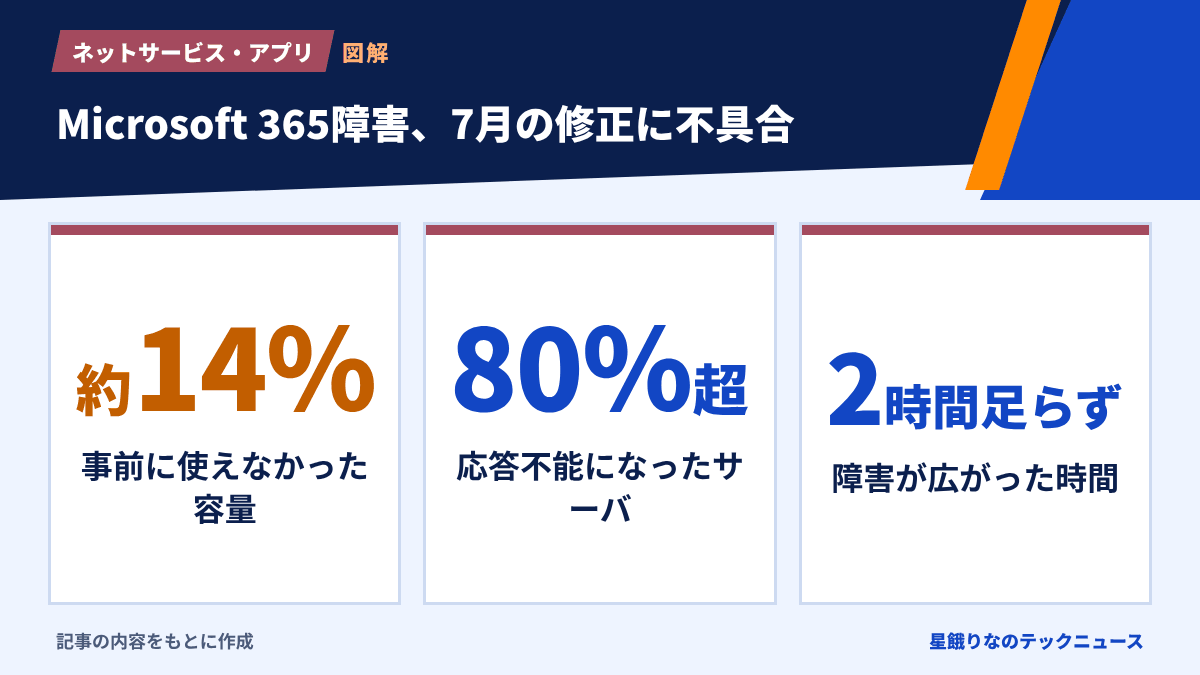 ネットサービス・アプリ 図解
Microsoft 365障害、7月の修正に不具合
約14%
事前に使えなかった
容量
80%超
応答不能になったサ
ーバ
2時間足らず
障害が広がった時間
記事の内容をもとに作成
星餓りなのテックニュース